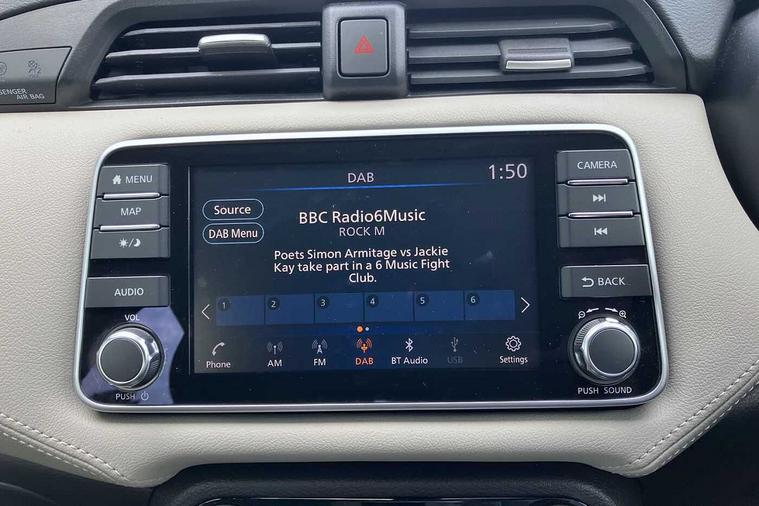 PASSENGER
AIR BAG
MENU
MAP
AUDIO
VOL
PUSH
DAB
1:50
Source
DAB Menu
BBC Radio6Music
ROCK M
Poets Simon Armitage vs Jackie
Kay take part in a 6 Music Fight
Club.
1 2 3 4 5 6
Phone AM FM DAB BT Audio USB Settings
CAMERA
BACK
PUSH SOUND